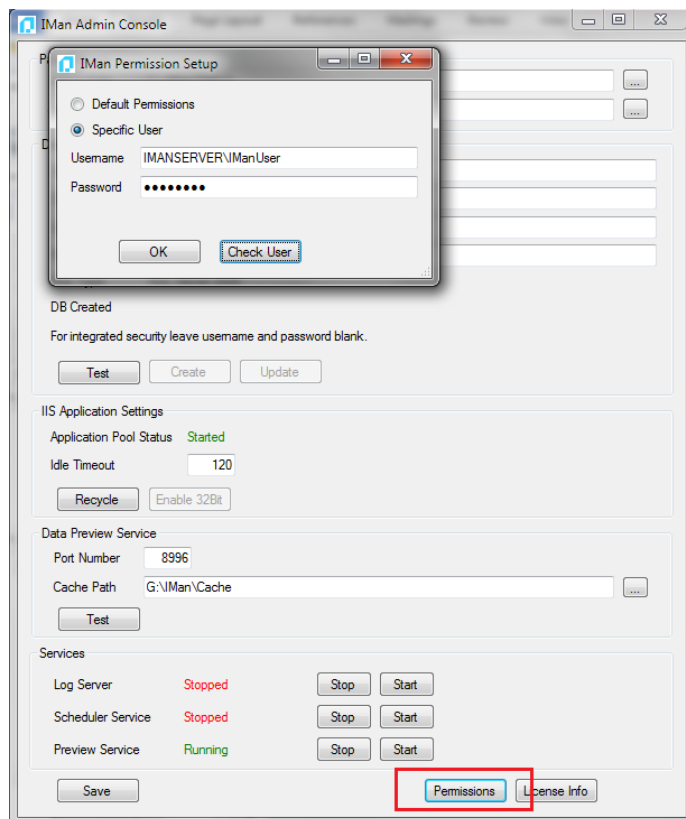 IMan Admin Console
IMan Permission Setup
Default Permissions
Specific User
Username IMANSERVER\IManUser
Password ●●●●●●●●
OK Check User
DB Created
For integrated security leave username and password blank.
Test Create Update
IIS Application Settings
Application Pool Status Started
Idle Timeout 120
Recycle Enable 32Bit
Data Preview Service
Port Number 8996
Cache Path G:\IMan\Cache ...
Test
Services
Log Server Stopped Stop Start
Scheduler Service Stopped Stop Start
Preview Service Running Stop Start
Save Permissions License Info